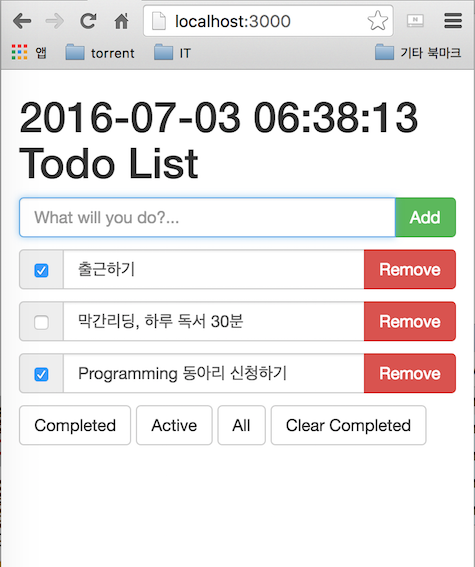 localhost:3000
앱 torrent IT 기타 북마크
2016-07-03 06:38:13
Todo List
What will you do?... Add
출근하기 Remove
막간리딩, 하루 독서 30분 Remove
Programming 동아리 신청하기 Remove
Completed Active All Clear Completed